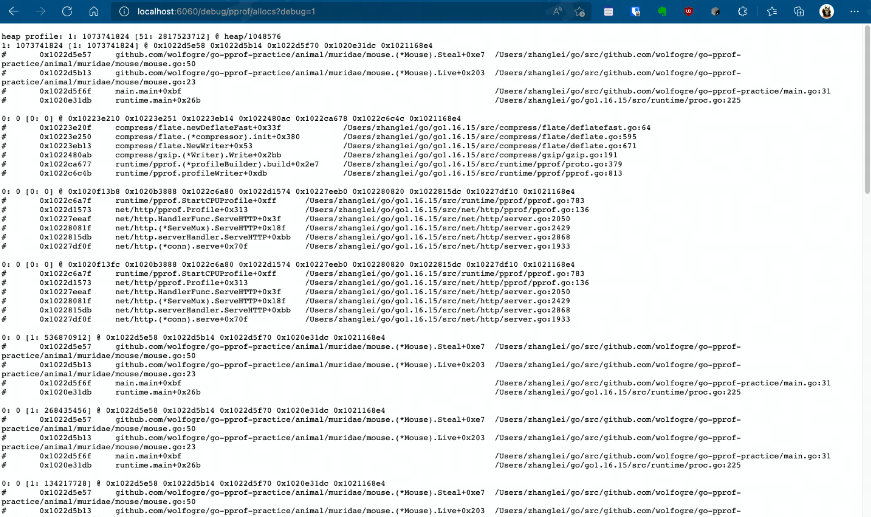 localhost:6060/debug/pprof/allocs?debug=1
heap profile: 1: 1073741824 [51: 2817523712] @ heap/1048576
1: 1073741824 [1: 1073741824] @ 0x1022d5e58 0x1022d5b14 0x1022d5f70 0x1020e31dc 0x1021168e4
# 0x1022d5e57 github.com/wolfogre/go-pprof-practice/animal/muridae/mouse.(*Mouse).Steal+0xe7 /Users/zhanglei/go/src/github.com/wolfogre/go-pprof-
practice/animal/muridae/mouse/mouse.go:50
# 0x1022d5b13 github.com/wolfogre/go-pprof-practice/animal/muridae/mouse.(*Mouse).Live+0x203 /Users/zhanglei/go/src/github.com/wolfogre/go-pprof-
practice/animal/muridae/mouse/mouse.go:23
# 0x1022d5f6f main.main+0xbf /Users/zhanglei/go/src/github.com/wolfogre/go-pprof-practice/main.go:31
# 0x1020e31db runtime.main+0x26b /Users/zhanglei/go/go1.16.15/src/runtime/proc.go:225
0: 0 [0: 0] @ 0x10223e210 0x10223e251 0x10223eb14 0x1022480ac 0x1022ca678 0x1022c6c4c 0x1021168e4
# 0x10223e20f compress/flate.newDeflateFast+0x33f /Users/zhanglei/go/go1.16.15/src/compress/flate/deflatefast.go:64
# 0x10223e250 compress/flate.(*compressor).init+0x380 /Users/zhanglei/go/go1.16.15/src/compress/flate/deflate.go:595
# 0x10223eb13 compress/flate.NewWriter+0x53 /Users/zhanglei/go/go1.16.15/src/compress/flate/deflate.go:671
# 0x1022480ab compress/gzip.(*Writer).Write+0x2bb /Users/zhanglei/go/go1.16.15/src/compress/gzip/gzip.go:191
# 0x1022ca677 runtime/pprof.(*profileBuilder).build+0x2e7 /Users/zhanglei/go/go1.16.15/src/runtime/pprof/proto.go:379
# 0x1022c6c4b runtime/pprof.profileWriter+0xdb /Users/zhanglei/go/go1.16.15/src/runtime/pprof/pprof.go:813
0: 0 [0: 0] @ 0x1020f13b8 0x1020b3888 0x1022c6a80 0x1022d1574 0x10227eeb0 0x102280820 0x1022815dc 0x10227df10 0x1021168e4
# 0x1022c6a7f runtime/pprof.StartCPUProfile+0xff /Users/zhanglei/go/go1.16.15/src/runtime/pprof/pprof.go:783
# 0x1022d1573 net/http/pprof.Profile+0x313 /Users/zhanglei/go/go1.16.15/src/net/http/pprof/pprof.go:136
# 0x10227eeaf net/http.HandlerFunc.ServeHTTP+0x3f /Users/zhanglei/go/go1.16.15/src/net/http/server.go:2050
# 0x10228081f net/http.(*ServeMux).ServeHTTP+0x18f /Users/zhanglei/go/go1.16.15/src/net/http/server.go:2429
# 0x1022815db net/http.serverHandler.ServeHTTP+0xbb /Users/zhanglei/go/go1.16.15/src/net/http/server.go:2868
# 0x10227df0f net/http.(*conn).serve+0x70f /Users/zhanglei/go/go1.16.15/src/net/http/server.go:1933
0: 0 [0: 0] @ 0x1020f13fc 0x1020b3888 0x1022c6a80 0x1022d1574 0x10227eeb0 0x102280820 0x1022815dc 0x10227df10 0x1021168e4
# 0x1022c6a7f runtime/pprof.StartCPUProfile+0xff /Users/zhanglei/go/go1.16.15/src/runtime/pprof/pprof.go:783
# 0x1022d1573 net/http/pprof.Profile+0x313 /Users/zhanglei/go/go1.16.15/src/net/http/pprof/pprof.go:136
# 0x10227eeaf net/http.HandlerFunc.ServeHTTP+0x3f /Users/zhanglei/go/go1.16.15/src/net/http/server.go:2050
# 0x10228081f net/http.(*ServeMux).ServeHTTP+0x18f /Users/zhanglei/go/go1.16.15/src/net/http/server.go:2429
# 0x1022815db net/http.serverHandler.ServeHTTP+0xbb /Users/zhanglei/go/go1.16.15/src/net/http/server.go:2868
# 0x10227df0f net/http.(*conn).serve+0x70f /Users/zhanglei/go/go1.16.15/src/net/http/server.go:1933
0: 0 [1: 536870912] @ 0x1022d5e58 0x1022d5b14 0x1022d5f70 0x1020e31dc 0x1021168e4
# 0x1022d5e57 github.com/wolfogre/go-pprof-practice/animal/muridae/mouse.(*Mouse).Steal+0xe7 /Users/zhanglei/go/src/github.com/wolfogre/go-pprof-
practice/animal/muridae/mouse/mouse.go:50
# 0x1022d5b13 github.com/wolfogre/go-pprof-practice/animal/muridae/mouse.(*Mouse).Live+0x203 /Users/zhanglei/go/src/github.com/wolfogre/go-pprof-
practice/animal/muridae/mouse/mouse.go:23
# 0x1022d5f6f main.main+0xbf /Users/zhanglei/go/src/github.com/wolfogre/go-pprof-practice/main.go:31
# 0x1020e31db runtime.main+0x26b /Users/zhanglei/go/go1.16.15/src/runtime/proc.go:225
0: 0 [1: 268435456] @ 0x1022d5e58 0x1022d5b14 0x1022d5f70 0x1020e31dc 0x1021168e4
# 0x1022d5e57 github.com/wolfogre/go-pprof-practice/animal/muridae/mouse.(*Mouse).Steal+0xe7 /Users/zhanglei/go/src/github.com/wolfogre/go-pprof-
practice/animal/muridae/mouse/mouse.go:50
# 0x1022d5b13 github.com/wolfogre/go-pprof-practice/animal/muridae/mouse.(*Mouse).Live+0x203 /Users/zhanglei/go/src/github.com/wolfogre/go-pprof-
practice/animal/muridae/mouse/mouse.go:23
# 0x1022d5f6f main.main+0xbf /Users/zhanglei/go/src/github.com/wolfogre/go-pprof-practice/main.go:31
# 0x1020e31db runtime.main+0x26b /Users/zhanglei/go/go1.16.15/src/runtime/proc.go:225
0: 0 [1: 134217728] @ 0x1022d5e58 0x1022d5b14 0x1022d5f70 0x1020e31dc 0x1021168e4
# 0x1022d5e57 github.com/wolfogre/go-pprof-practice/animal/muridae/mouse.(*Mouse).Steal+0xe7 /Users/zhanglei/go/src/github.com/wolfogre/go-pprof-
practice/animal/muridae/mouse/mouse.go:50
# 0x1022d5b13 github.com/wolfogre/go-pprof-practice/animal/muridae/mouse.(*Mouse).Live+0x203 /Users/zhanglei/go/src/github.com/wolfogre/go-pprof-